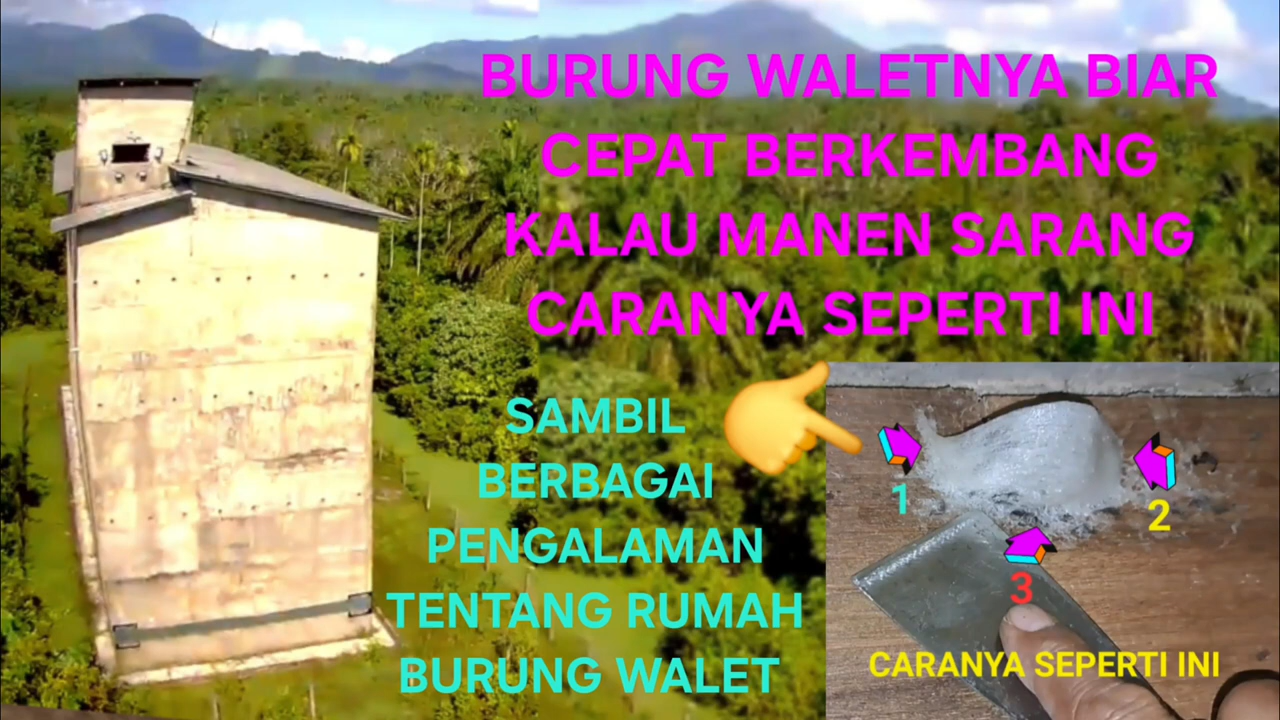 BURUNG WALETNYA BIAR
CEPAT BERKEMBANG
KALAU MANEN SARANG
CARANYA SEPERTI INI
SAMBIL
BERBAGAI
PENGALAMAN
TENTANG RUMAH
BURUNG WALET
1
2
3
CARANYA SEPERTI INI